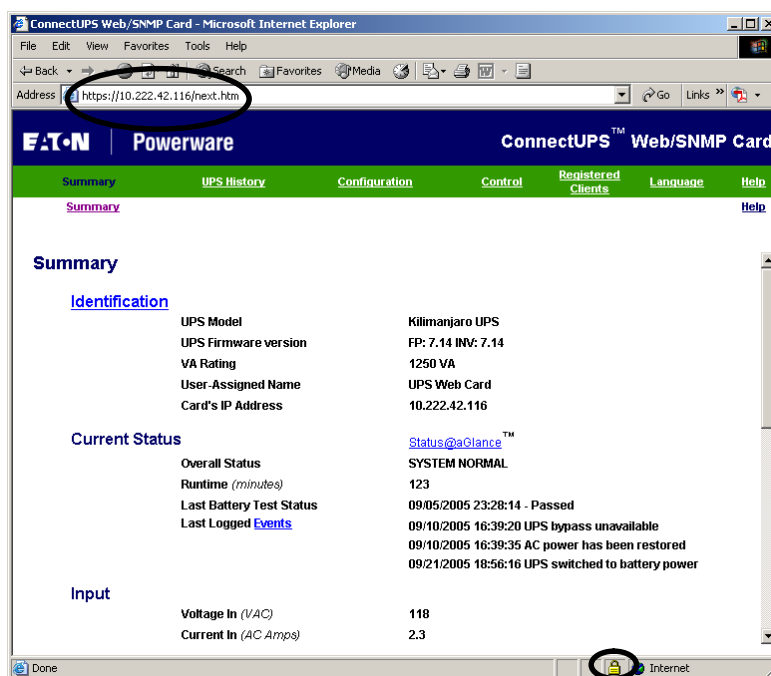 ConnectUPS Web/SNMP Card - Microsoft Internet Explorer
File Edit View Favorites Tools Help
Back Search Favorites Media
Address https://10.222.42.116/next.htm Go Links »
EATON Powerware ConnectUPS™ Web/SNMP Card
Summary UPS History Configuration Control Registered Clients Language Help
Summary Help
Summary
Identification
UPS Model Kilimanjaro UPS
UPS Firmware version FP: 7.14 INV: 7.14
VA Rating 1250 VA
User-Assigned Name UPS Web Card
Card's IP Address 10.222.42.116
Current Status Status@aGlance™
Overall Status SYSTEM NORMAL
Runtime (minutes) 123
Last Battery Test Status 09/05/2005 23:28:14 - Passed
Last Logged Events 09/10/2005 16:39:20 UPS bypass unavailable
09/10/2005 16:39:35 AC power has been restored
09/21/2005 18:56:16 UPS switched to battery power
Input
Voltage In (VAC) 118
Current In (AC Amps) 2.3
Done Internet